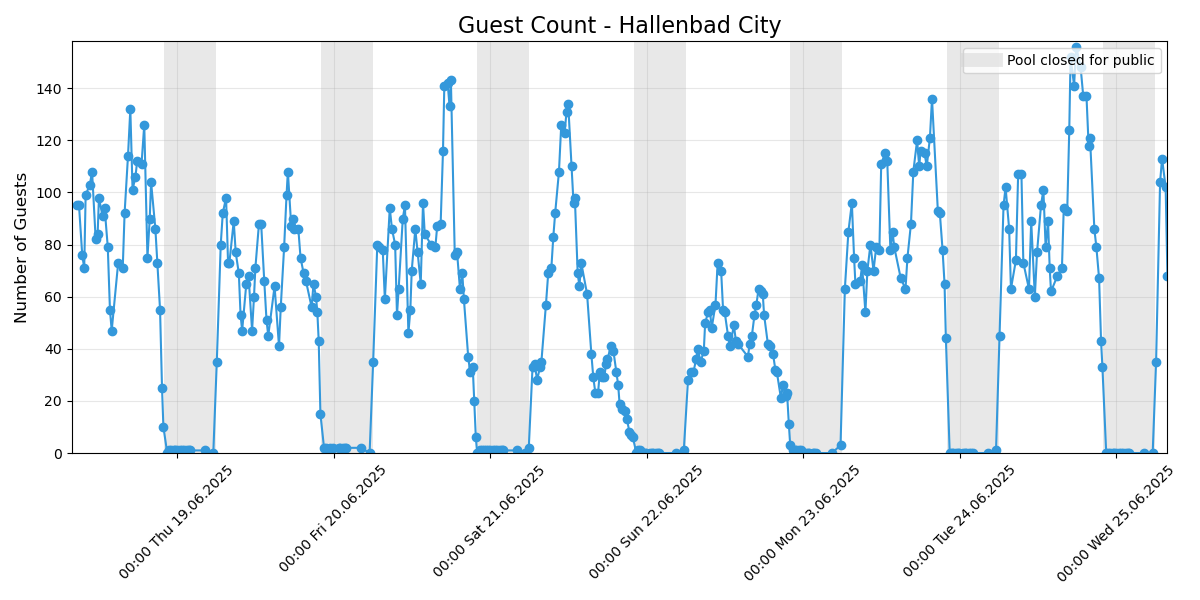 Guest Count - Hallenbad City
Pool closed for public
Number of Guests
140
120
100
80
60
40
20
0
00:00 Thu 19.06.2025
00:00 Fri 20.06.2025
00:00 Sat 21.06.2025
00:00 Sun 22.06.2025
00:00 Mon 23.06.2025
00:00 Tue 24.06.2025
00:00 Wed 25.06.2025